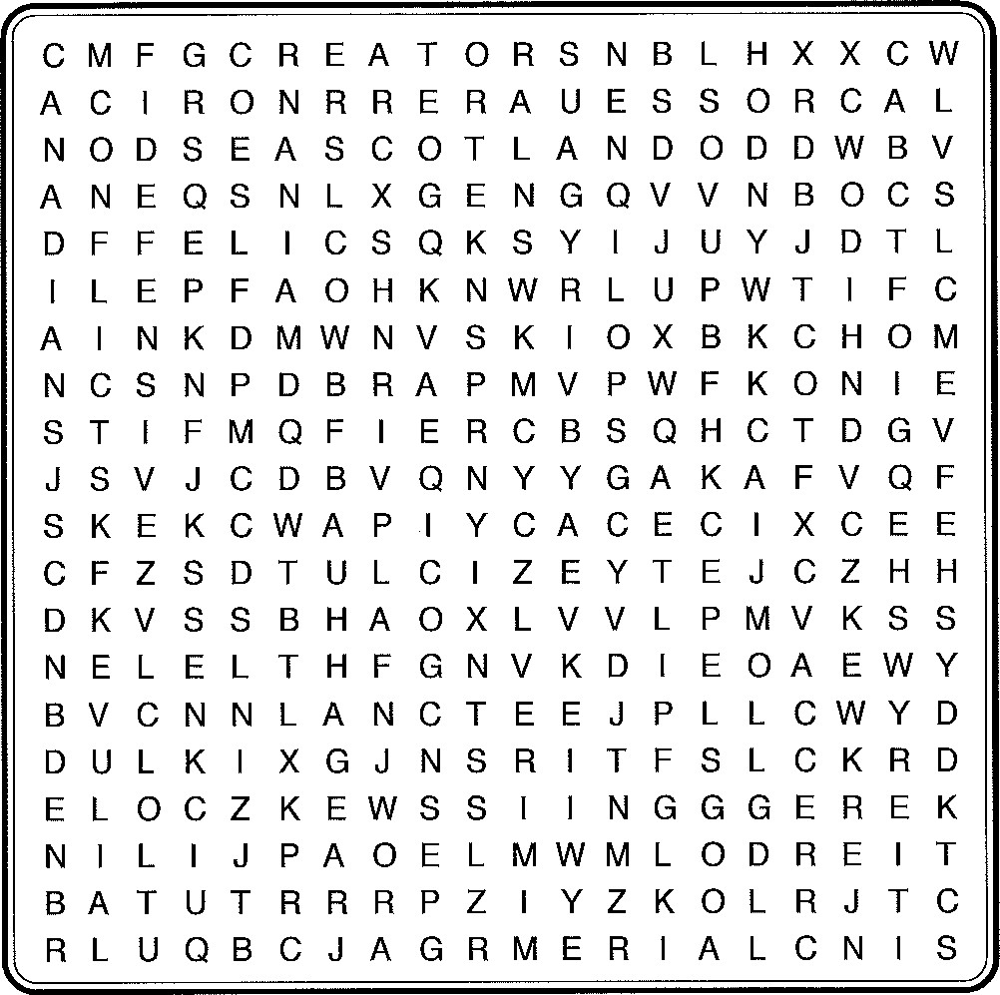 C M F G C R E A T O R S N B L H X X C W
A C I R O N R R E R A U E S S O R C A L
N O D S E A S C O T L A N D O D D W B V
A N E Q S N L X G E N G Q V V N B O C S
D F F E L I C S Q K S Y I J U Y J D T L
I L E P F A O H K N W R L U P W T I F C
A I N K D M W N V S K I O X B K C H O M
N C S N P D B R A P M V P W F K O N I E
S T I F M Q F I E R C B S Q H C T D G V
J S V J C D B V Q N Y Y G A K A F V Q F
S K E K C W A P I Y C A C E C I X C E E
C F Z S D T U L C I Z E Y T E J C Z H H
D K V S S B H A O X L V V L P M V K S S
N E L E L T H F G N V K D I E O A E W Y
B V C N N L A N C T E E J P L L C W Y D
D U L K I X G J N S R I T F S L C K R D
E L O C Z K E W S S I I N G G G E R E K
N I L I J P A O E L M W M L O D R E I T
B A T U T R R R P Z I Y Z K O L R J T C
R L U Q B C J A G R M E R I A L C N I S